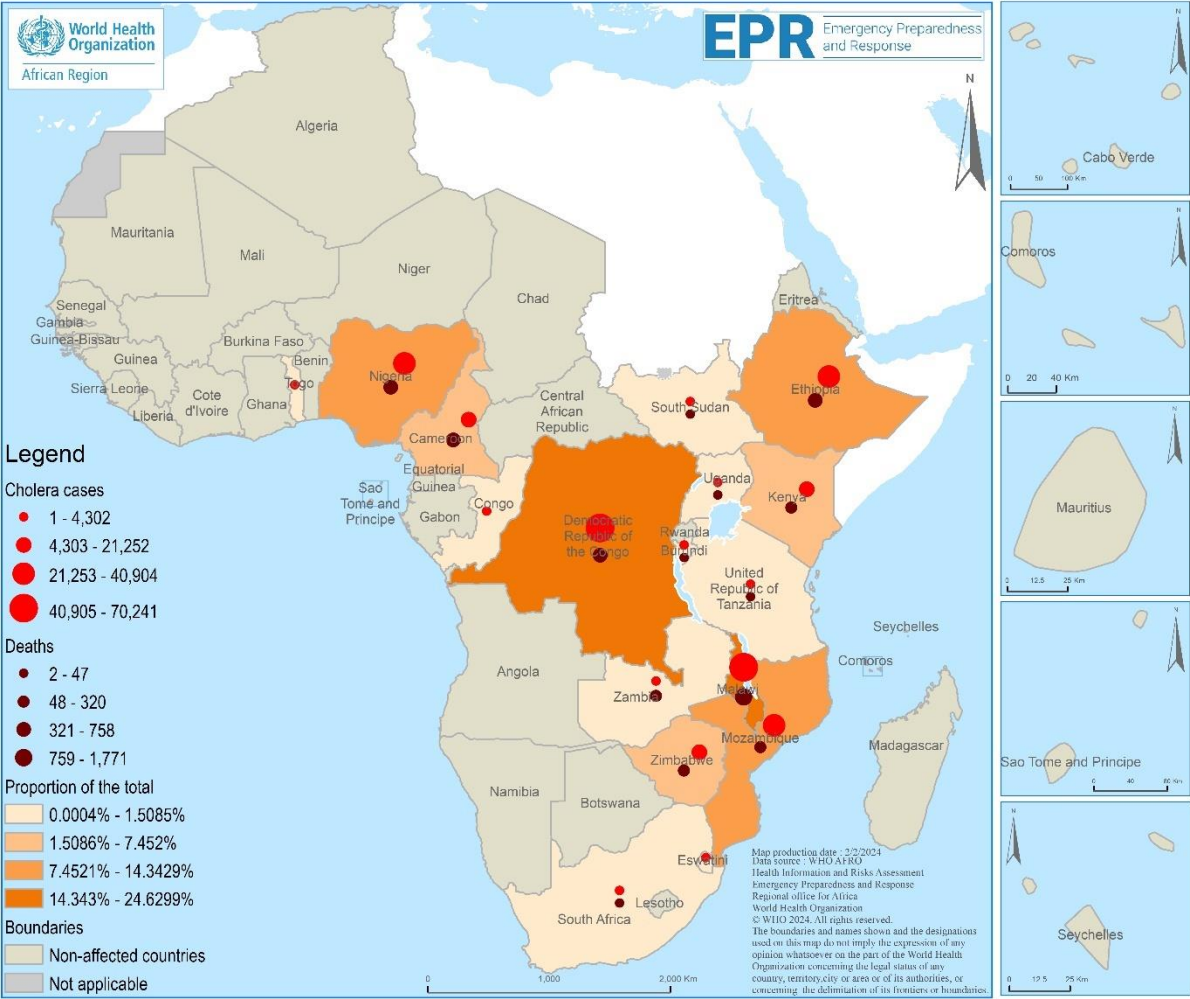 World Health
Organization
African Region
EPR
Emergency Preparedness
and Response
N
Algeria
Mauritania
Mali
Niger
Chad
Eritrea
Senegal
Gambia
Guinea-Bissau
Guinea
Sierra Leone
Liberia
Cote
d'Ivoire
Burkina Faso
Ghana
Togo
Benin
Nigeria
Cameroon
Central
African
Republic
South Sudan
Ethiopia
Equatorial
Guinea
Sao
Tome and
Principe
Gabon
Congo
Democratic
Republic of
the Congo
Uganda
Kenya
Rwanda
Burundi
United
Republic of
Tanzania
Seychelles
Comoros
Angola
Zambia
Malawi
Mozambique
Zimbabwe
Madagascar
Namibia
Botswana
Eswatini
Lesotho
South Africa
Legend
Cholera cases
1 - 4,302
4,303 - 21,252
21,253 - 40,904
40,905 - 70,241
Deaths
2 - 47
48 - 320
321 - 758
759 - 1,771
Proportion of the total
0.0004% - 1.5085%
1.5086% - 7.452%
7.4521% - 14.3429%
14.343% - 24.6299%
Boundaries
Non-affected countries
Not applicable
0 1,000 2,000 Km
Map production date : 2/2/2024
Data source : WHO AFRO
Health Information and Risks Assessment
Emergency Preparedness and Response
Regional office for Africa
World Health Organization
© WHO 2024. All rights reserved.
The boundaries and names shown and the designations
used on this map do not imply the expression of any
opinion whatsoever on the part of the World Health
Organization concerning the legal status of any
country, territory,city or area or of its authorities, or
concerning the delimitation of its frontiers or boundaries.
N
Cabo Verde
0 50 100 Km
N
Comoros
0 20 40 Km
N
Mauritius
0 12.5 25 Km
N
Sao Tome and Principe
0 40 80 Km
N
Seychelles
0 12.5 25 Km